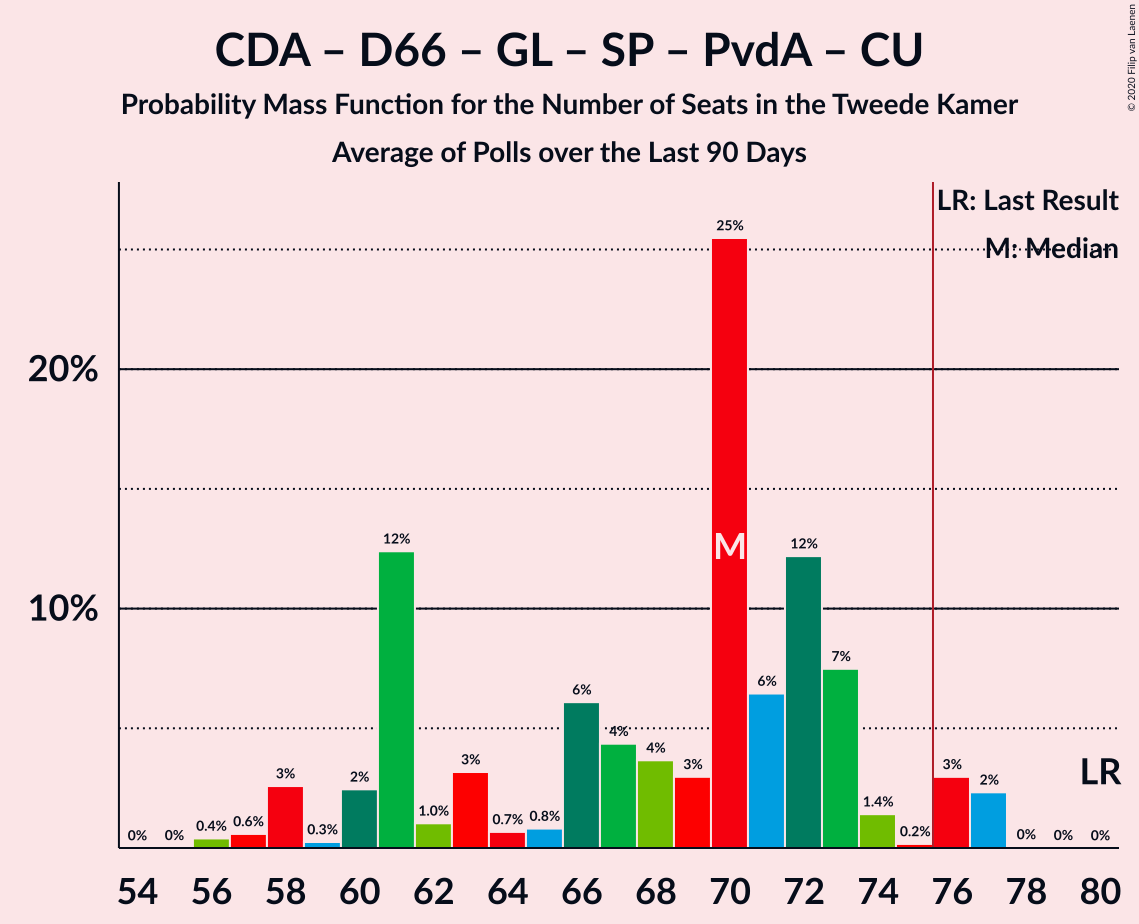 CDA – D66 – GL – SP – PvdA – CU
Probability Mass Function for the Number of Seats in the Tweede Kamer
Average of Polls over the Last 90 Days
© 2020 Filip van Laenen
LR: Last Result
M: Median
20%
10%
0% 0% 0.4% 0.6% 3% 0.3% 2% 12% 1.0% 3% 0.7% 0.8% 6% 4% 4% 3% 25% 6% 12% 7% 1.4% 0.2% 3% 2% 0% 0% 0%
M
LR
54 56 58 60 62 64 66 68 70 72 74 76 78 80